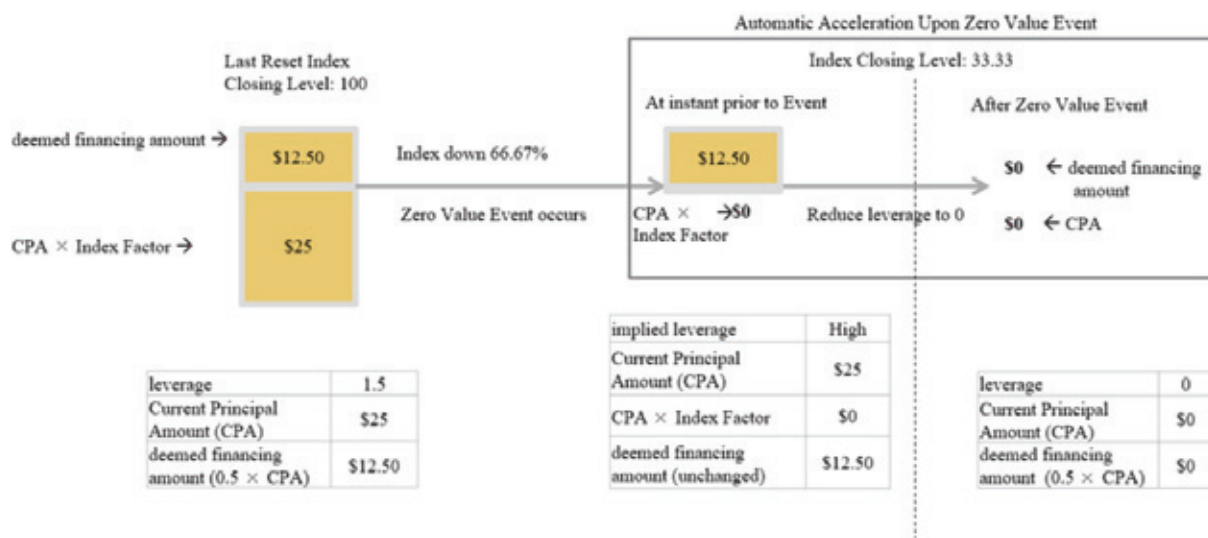 Automatic Acceleration Upon Zero Value Event
Last Reset Index
Closing Level: 100
Index Closing Level: 33.33
At instant prior to Event
After Zero Value Event
deemed financing amount →
$12.50
Index down 66.67%
$12.50
$0 ← deemed financing
amount
Zero Value Event occurs
CPA × →$0
Index Factor
Reduce leverage to 0
$0 ← CPA
CPA × Index Factor →
$25
leverage 1.5
Current Principal
Amount (CPA) $25
deemed financing
amount (0.5 × CPA) $12.50
implied leverage High
Current Principal
Amount (CPA) $25
CPA × Index Factor $0
deemed financing
amount (unchanged) $12.50
leverage 0
Current Principal
Amount (CPA) $0
deemed financing
amount (0.5 × CPA) $0